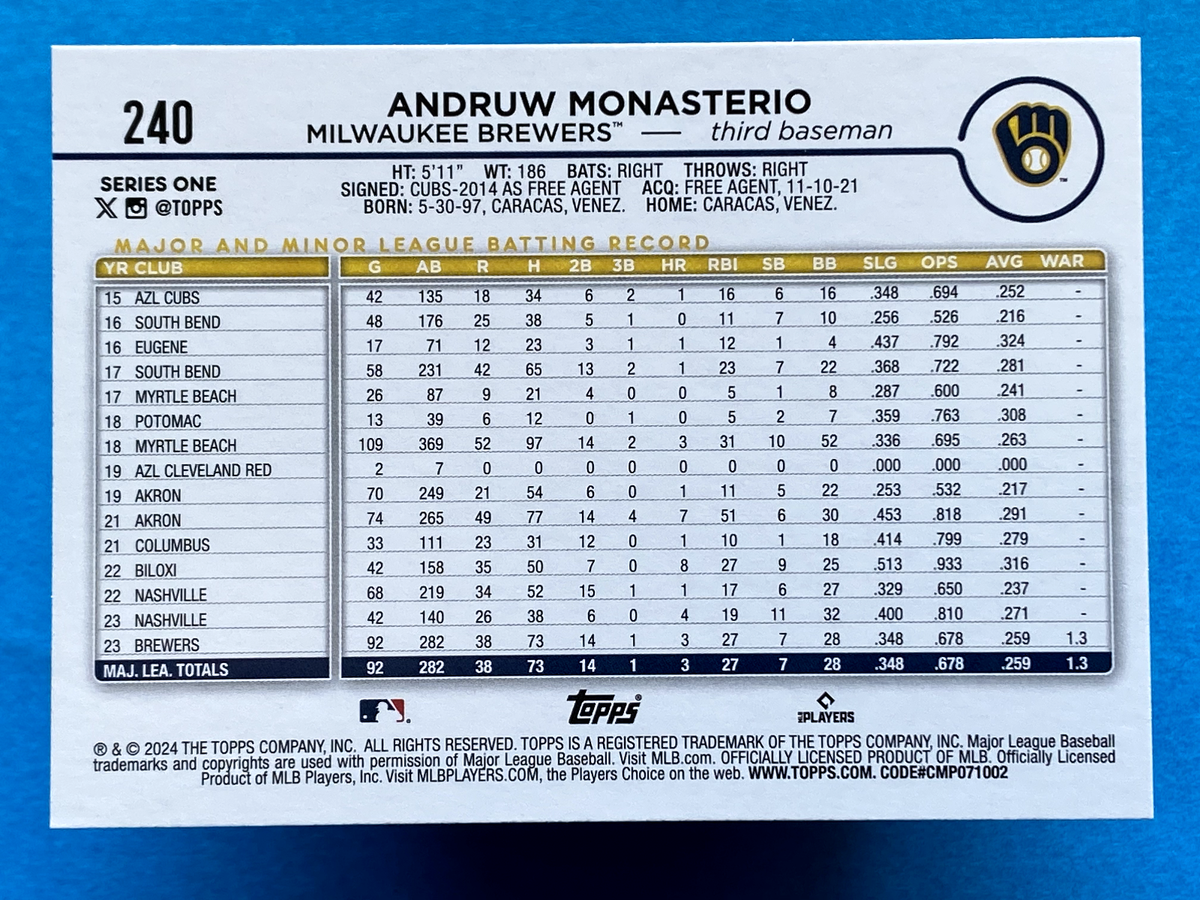 240
ANDRUW MONASTERIO
MILWAUKEE BREWERS™ — third baseman
SERIES ONE
@TOPPS
HT: 5'11" WT: 186 BATS: RIGHT THROWS: RIGHT
SIGNED: CUBS-2014 AS FREE AGENT ACQ: FREE AGENT, 11-10-21
BORN: 5-30-97, CARACAS, VENEZ. HOME: CARACAS, VENEZ.
MAJOR AND MINOR LEAGUE BATTING RECORD
YR CLUB G AB R H 2B 3B HR RBI SB BB SLG OPS AVG WAR
15 AZL CUBS 42 135 18 34 6 2 1 16 6 16 .348 .694 .252 -
16 SOUTH BEND 48 176 25 38 5 1 0 11 7 10 .256 .526 .216 -
16 EUGENE 17 71 12 23 3 1 1 12 1 4 .437 .792 .324 -
17 SOUTH BEND 58 231 42 65 13 2 1 23 7 22 .368 .722 .281 -
17 MYRTLE BEACH 26 87 9 21 4 0 0 5 1 8 .287 .600 .241 -
18 POTOMAC 13 39 6 12 0 1 0 5 2 7 .359 .763 .308 -
18 MYRTLE BEACH 109 369 52 97 14 2 3 31 10 52 .336 .695 .263 -
19 AZL CLEVELAND RED 2 7 0 0 0 0 0 0 0 0 .000 .000 .000 -
19 AKRON 70 249 21 54 6 0 1 11 5 22 .253 .532 .217 -
21 AKRON 74 265 49 77 14 4 7 51 6 30 .453 .818 .291 -
21 COLUMBUS 33 111 23 31 12 0 1 10 1 18 .414 .799 .279 -
22 BILOXI 42 158 35 50 7 0 8 27 9 25 .513 .933 .316 -
22 NASHVILLE 68 219 34 52 15 1 1 17 6 27 .329 .650 .237 -
23 NASHVILLE 42 140 26 38 6 0 4 19 11 32 .400 .810 .271 -
23 BREWERS 92 282 38 73 14 1 3 27 7 28 .348 .678 .259 1.3
MAJ. LEA. TOTALS 92 282 38 73 14 1 3 27 7 28 .348 .678 .259 1.3
Topps®
MLB PLAYERS
® & © 2024 THE TOPPS COMPANY, INC. ALL RIGHTS RESERVED. TOPPS IS A REGISTERED TRADEMARK OF THE TOPPS COMPANY, INC. Major League Baseball
trademarks and copyrights are used with permission of Major League Baseball. Visit MLB.com. OFFICIALLY LICENSED PRODUCT OF MLB. Officially Licensed
Product of MLB Players, Inc. Visit MLBPLAYERS.COM, the Players Choice on the web. WWW.TOPPS.COM. CODE#CMP071002